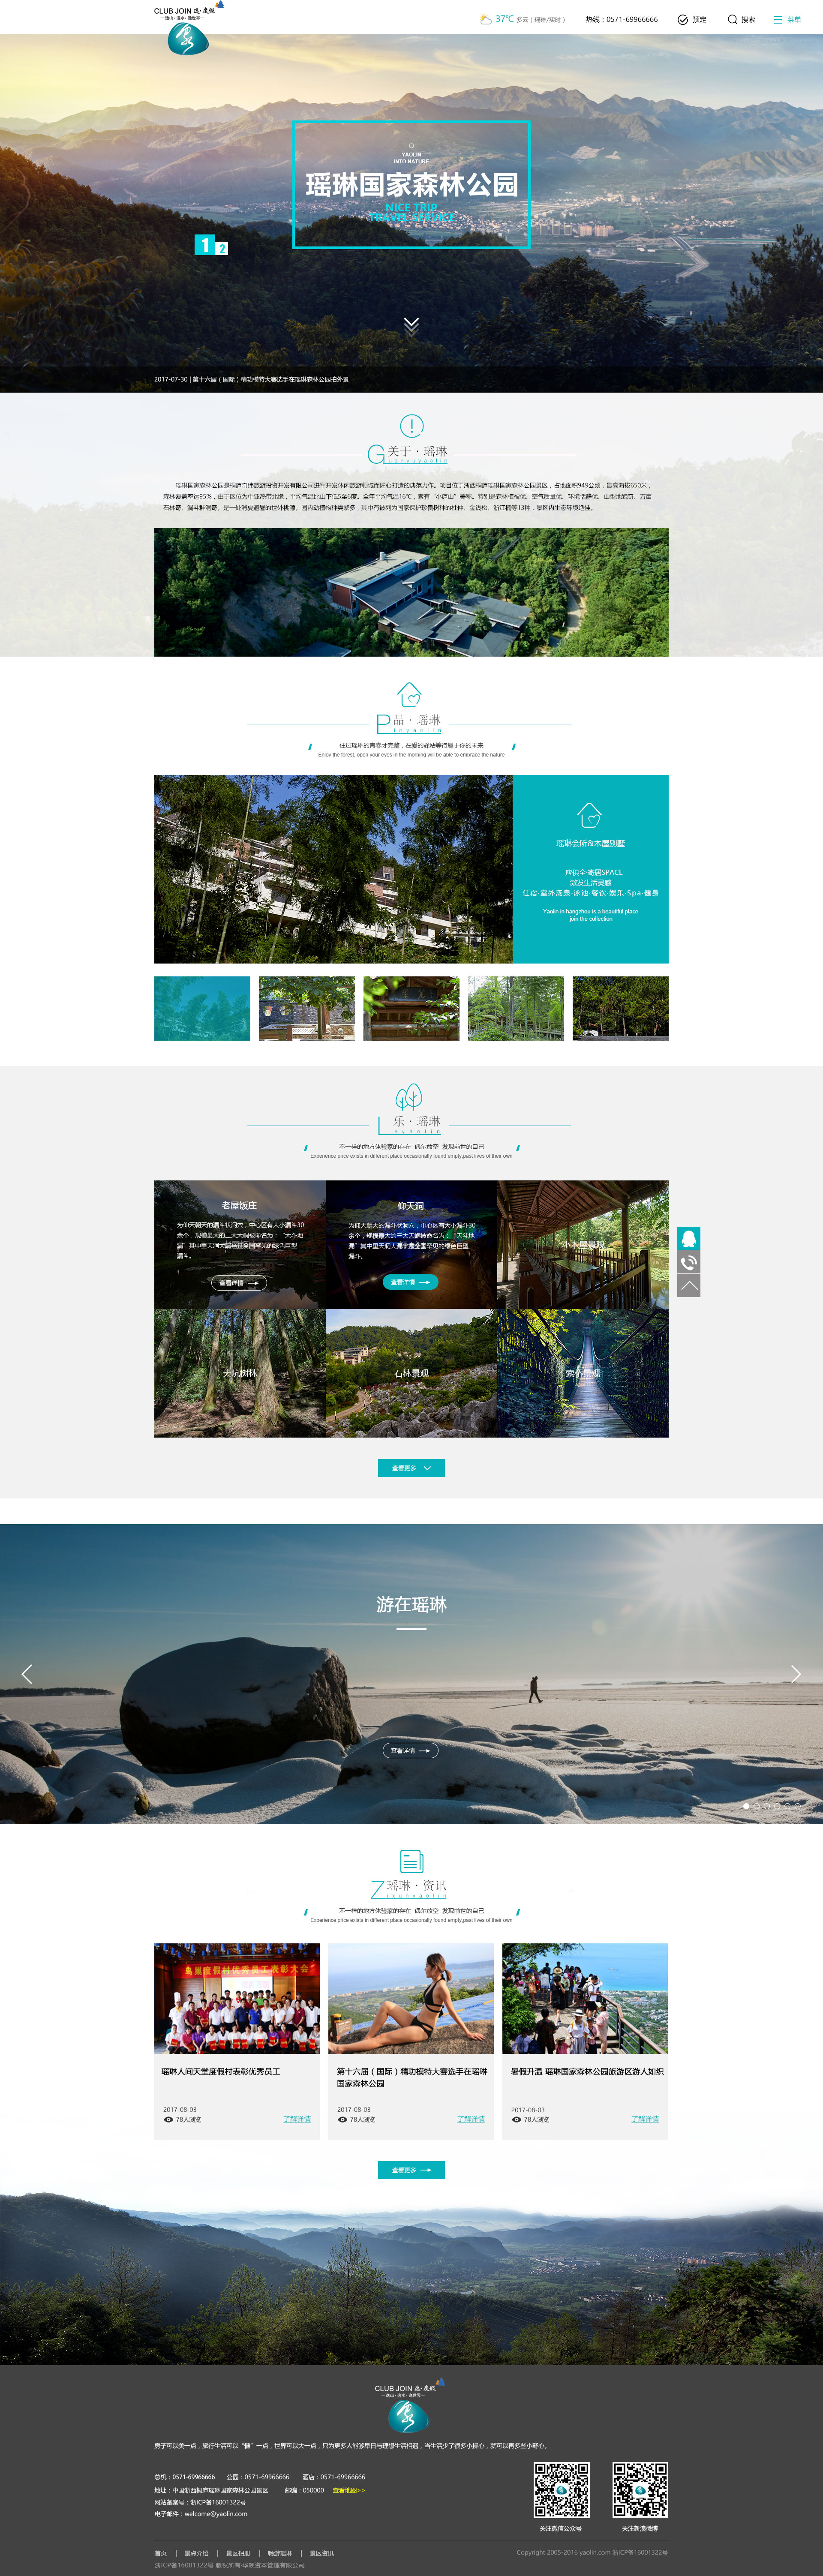 CLUB JOIN
37℃ 多云（瑶琳/实时）
热线：0571-69966666
预定
搜索
菜单
YAOLIN
INTO NATURE
瑶琳国家森林公园
NICE TRIP
TRAVEL SERVICE
1
2
2017-07-30 | 第十六届（国际）精功模特大赛选手在瑶琳森林公园拍外景
关于·瑶琳
瑶琳国家森林公园是桐庐奇纬旅游投资开发有限公司进军开发休闲旅游领域而匠心打造的典范力作。项目位于浙西桐庐瑶琳国家森林公园景区，占地面积949公顷，最高海拔650米，
森林覆盖率达95%，由于区位为中亚热带北缘，平均气温比山下低5至6度。全年平均气温16℃，素有“小庐山”美称。特别是森林植被优、空气质量优、环境恬静优、山型地貌奇、万亩
石林奇、漏斗群洞奇。是一处消夏避暑的世外桃源。园内动植物种类繁多，其中有被列为国家保护珍贵树种的杜仲、金钱松、浙江楠等13种，景区内生态环境绝佳。
品·瑶琳
住过瑶琳的青春才完整，在爱的驿站等待属于你的未来
Enjoy the forest, open your eyes in the morning will be able to embrace the nature
瑶琳会所&木屋别墅
一应俱全·寄居SPACE
激发生活灵感
住宿·室外汤泉·泳池·餐饮·娱乐·Spa·健身
Yaolin in hangzhou is a beautiful place
join the collection
乐·瑶琳
不一样的地方体验家的存在 偶尔放空 发现前世的自己
Experience price exists in different place occasionally found empty,past lives of their own
老屋饭庄
为仰天朝天的漏斗状洞穴，中心区有大小漏斗30
余个，规模最大的三大天峒被命名为：“天斗地
漏”其中里天洞大漏斗是全国罕见的绿色巨型
漏斗。
查看详情
仰天洞
为仰天朝天的漏斗状洞穴，中心区有大小漏斗30
余个，规模最大的三大天峒被命名为：“天斗地
漏”其中里天洞大漏斗是全国罕见的绿色巨型
漏斗。
查看详情
小木屋景观
天坑树林
石林景观
索桥景观
查看更多
游在瑶琳
查看详情
瑶琳·资讯
不一样的地方体验家的存在 偶尔放空 发现前世的自己
Experience price exists in different place occasionally found empty,past lives of their own
鸟巢度假村优秀员工表彰大会
瑶琳人间天堂度假村表彰优秀员工
2017-08-03
78人浏览
了解详情
第十六届（国际）精功模特大赛选手在瑶琳
国家森林公园
2017-08-03
78人浏览
了解详情
暑假升温 瑶琳国家森林公园旅游区游人如织
2017-08-03
78人浏览
了解详情
查看更多
CLUB JOIN
房子可以美一点，旅行生活可以“懒”一点，世界可以大一点，只为更多人能够早日与理想生活相遇，当生活少了很多小操心，就可以再多些小野心。
总机：0571-69966666 公园：0571-69966666 酒店：0571-69966666
地址：中国浙西桐庐瑶琳国家森林公园景区 邮编：050000 查看地图>>
网站备案号：浙ICP备16001322号
电子邮件：welcome@yaolin.com
关注微信公众号
关注新浪微博
首页 | 景点介绍 | 景区相册 | 畅游瑶琳 | 景区资讯
Copyright 2005-2016 yaolin.com 浙ICP备16001322号
浙ICP备16001322号 版权所有·华映资本管理有限公司